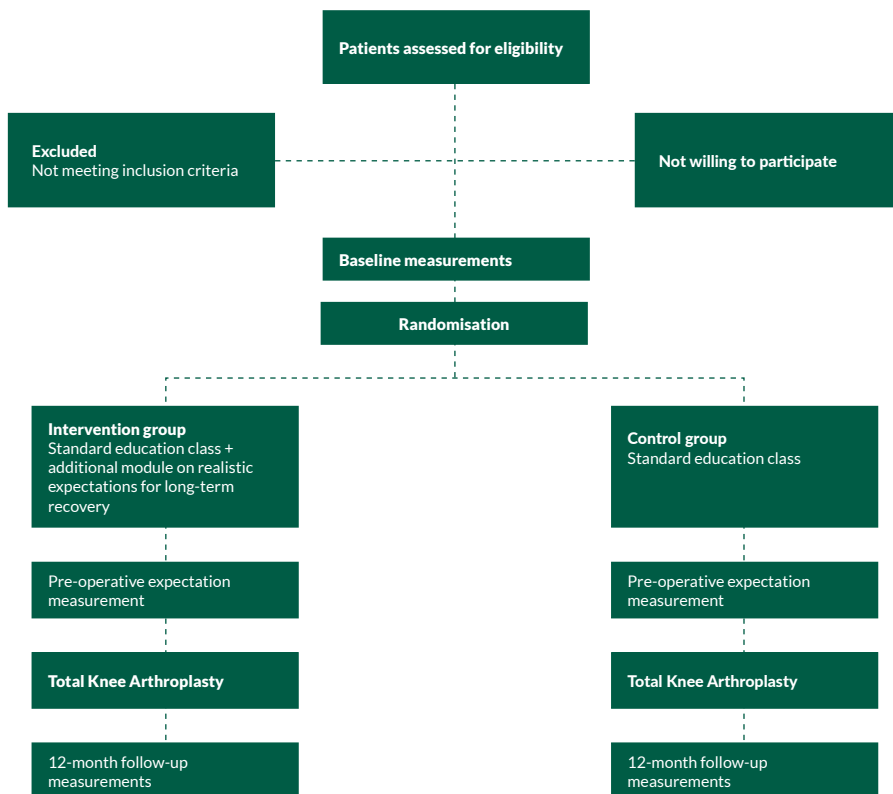 Patients assessed for eligibility
Excluded
Not meeting inclusion criteria
Not willing to participate
Baseline measurements
Randomisation
Intervention group
Standard education class +
additional module on realistic
expectations for long-term
recovery
Control group
Standard education class
Pre-operative expectation
measurement
Pre-operative expectation
measurement
Total Knee Arthroplasty
Total Knee Arthroplasty
12-month follow-up
measurements
12-month follow-up
measurements